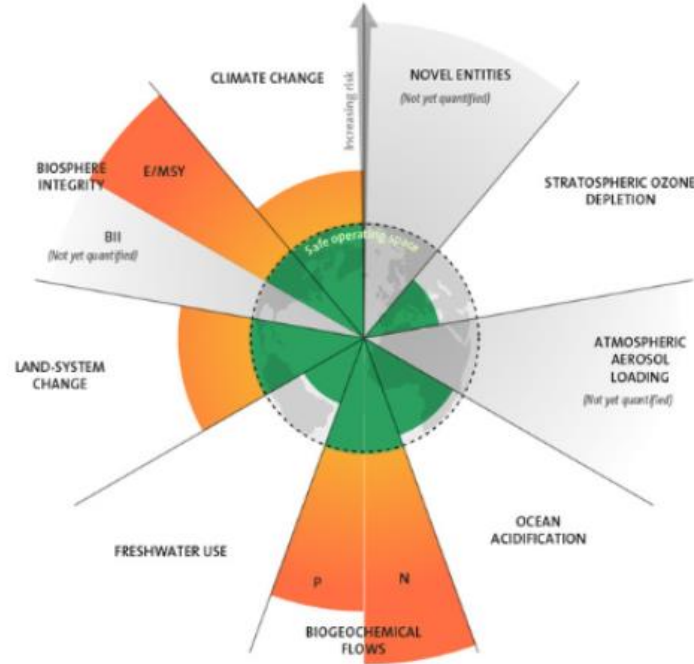 CLIMATE CHANGE
Increasing risk
NOVEL ENTITIES
(Not yet quantified)
STRATOSPHERIC OZONE
DEPLETION
ATMOSPHERIC
AEROSOL
LOADING
(Not yet quantified)
OCEAN
ACIDIFICATION
N
P
BIOGEOCHEMICAL
FLOWS
FRESHWATER USE
LAND-SYSTEM
CHANGE
BIOSPHERE
INTEGRITY
E/MSY
BII
(Not yet quantified)
Safe operating space